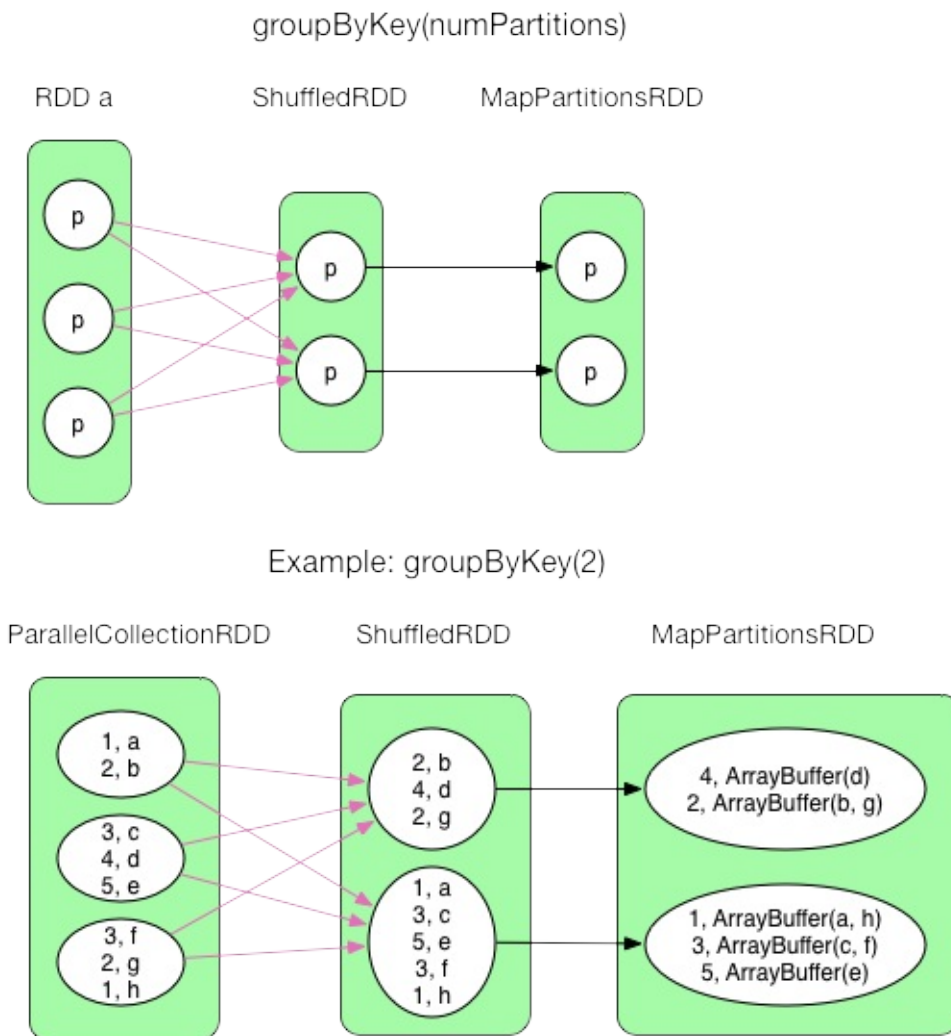 groupByKey(numPartitions)
RDD a
ShuffledRDD
MapPartitionsRDD
p
p
p
p
p
p
p
Example: groupByKey(2)
ParallelCollectionRDD
ShuffledRDD
MapPartitionsRDD
1, a
2, b
3, c
4, d
5, e
3, f
2, g
1, h
2, b
4, d
2, g
1, a
3, c
5, e
3, f
1, h
4, ArrayBuffer(d)
2, ArrayBuffer(b, g)
1, ArrayBuffer(a, h)
3, ArrayBuffer(c, f)
5, ArrayBuffer(e)